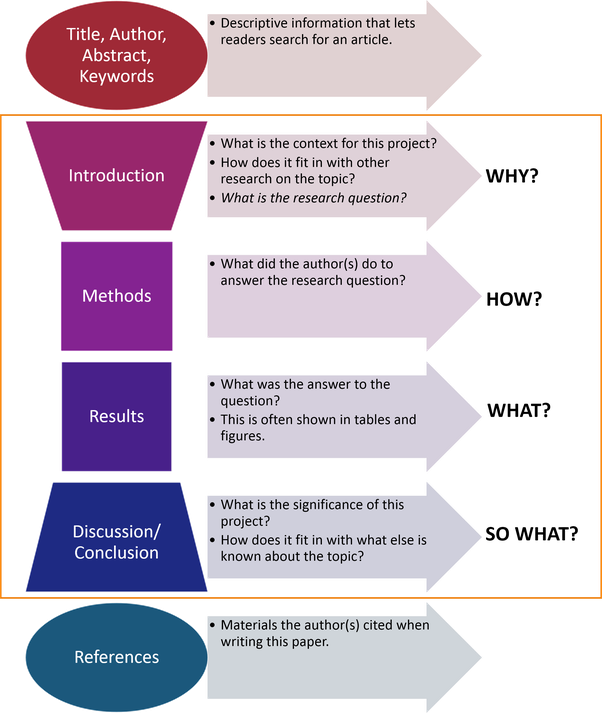 Title, Author,
Abstract,
Keywords
• Descriptive information that lets
readers search for an article.
Introduction
• What is the context for this project?
• How does it fit in with other
research on the topic?
• What is the research question?
WHY?
Methods
• What did the author(s) do to
answer the research question?
HOW?
Results
• What was the answer to the
question?
• This is often shown in tables and
figures.
WHAT?
Discussion/
Conclusion
• What is the significance of this
project?
• How does it fit in with what else is
known about the topic?
SO WHAT?
References
• Materials the author(s) cited when
writing this paper.